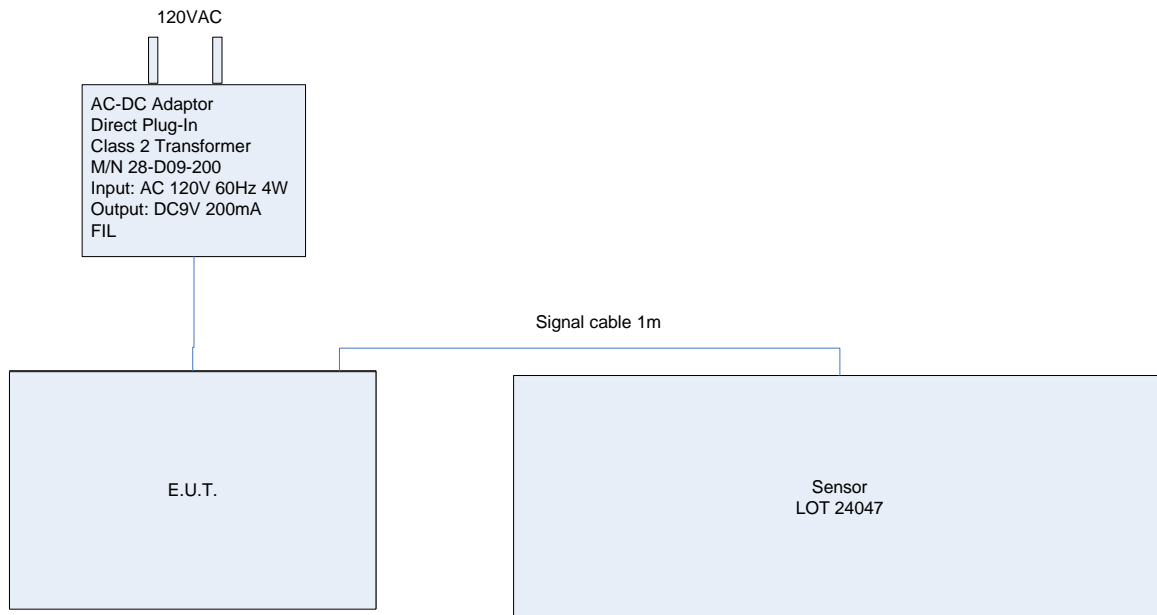 120VAC
AC-DC Adaptor
Direct Plug-In
Class 2 Transformer
M/N 28-D09-200
Input: AC 120V 60Hz 4W
Output: DC9V 200mA
FIL
Signal cable 1m
E.U.T.
Sensor
LOT 24047